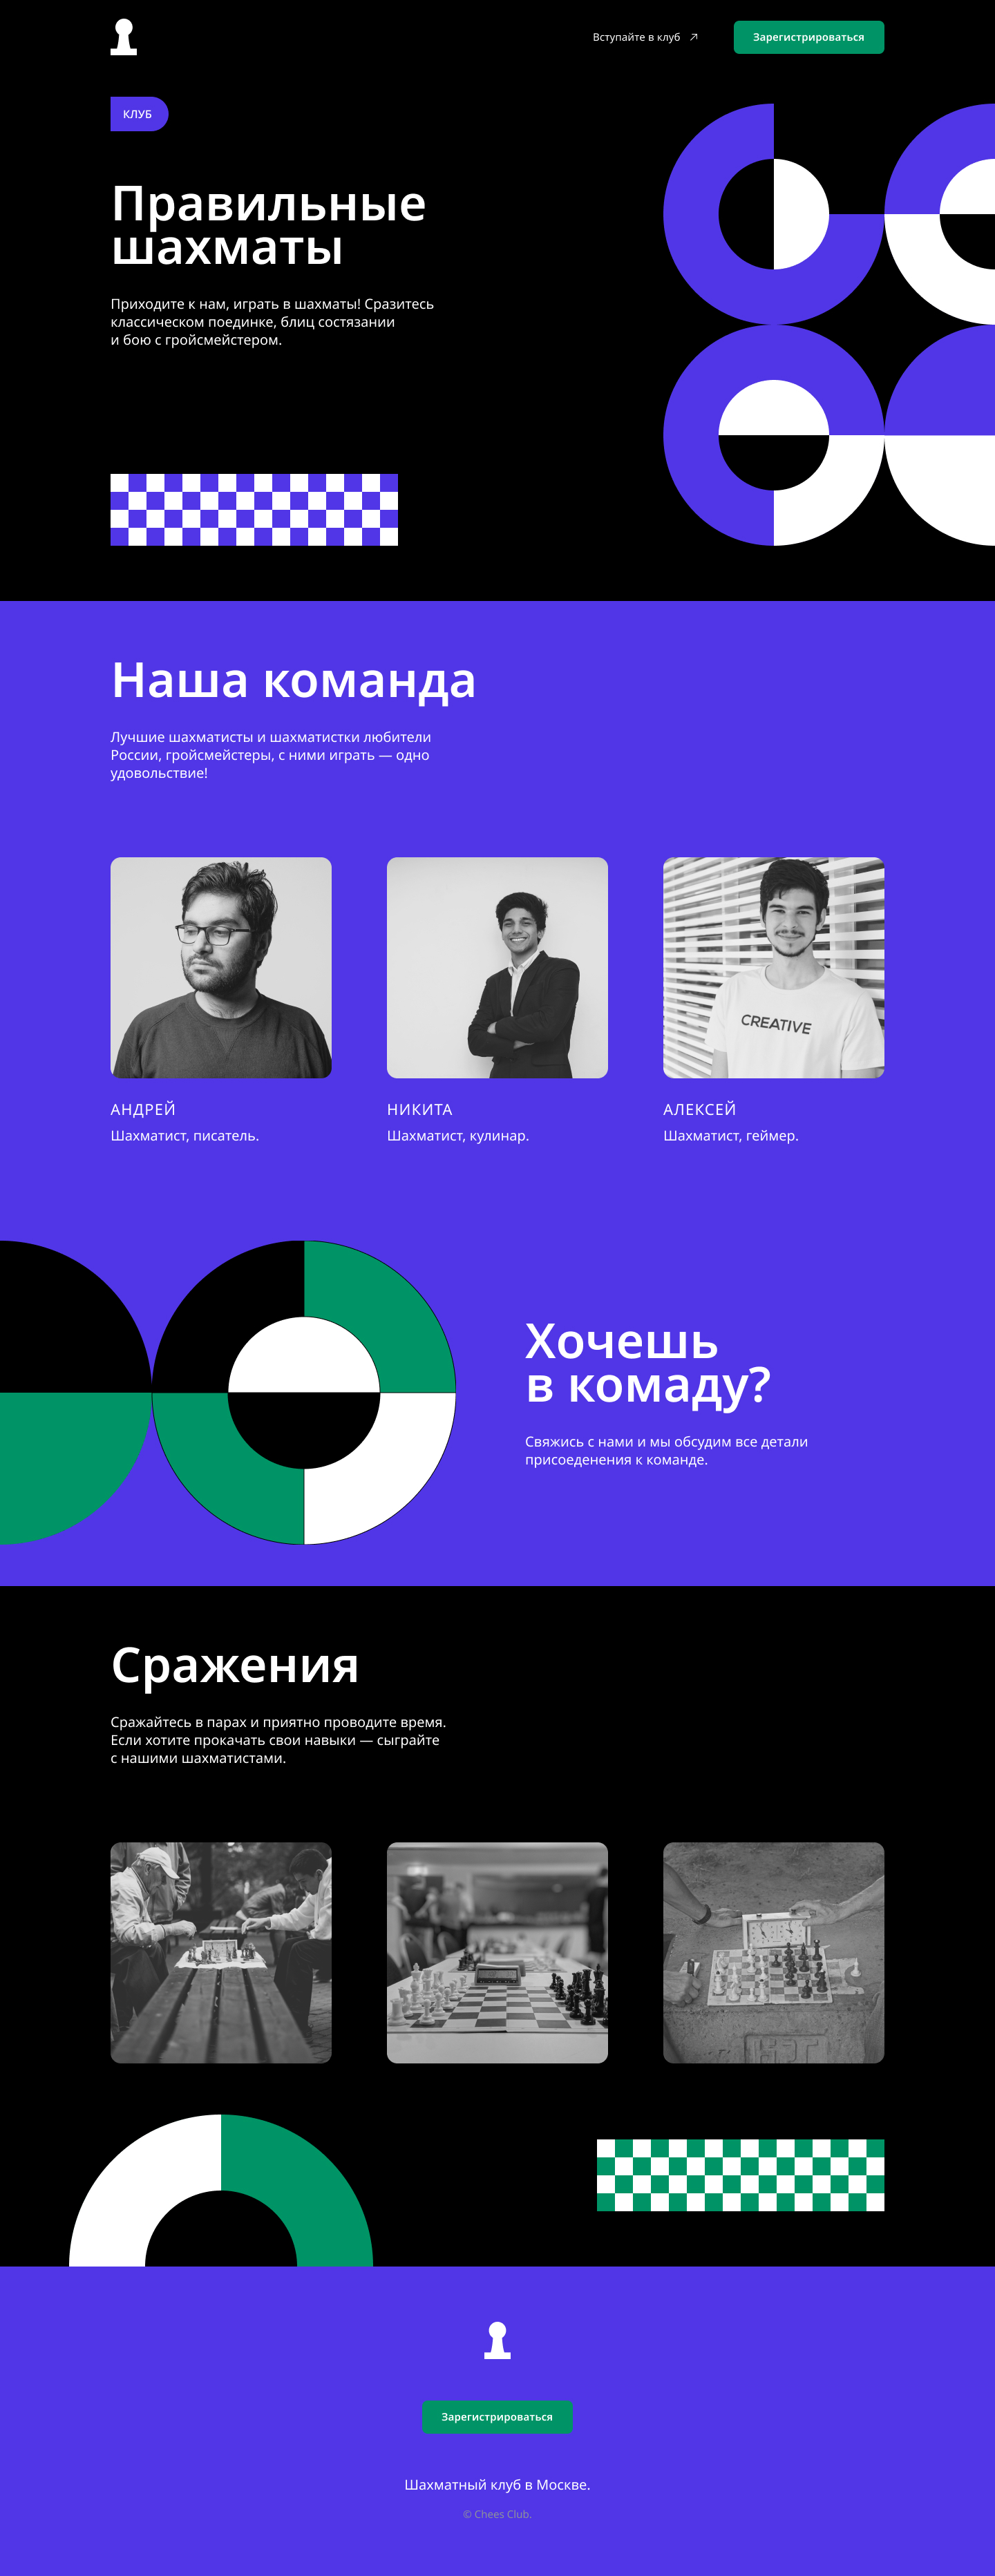 Вступайте в клуб
Зарегистрироваться
КЛУБ
Правильные
шахматы
Приходите к нам, играть в шахматы! Сразитесь
классическом поединке, блиц состязании
и бою с гройсмейстером.
Наша команда
Лучшие шахматисты и шахматистки любители
России, гройсмейстеры, с ними играть — одно
удовольствие!
CREATIVE
АНДРЕЙ
НИКИТА
АЛЕКСЕЙ
Шахматист, писатель.
Шахматист, кулинар.
Шахматист, геймер.
Хочешь
в комаду?
Свяжись с нами и мы обсудим все детали
присоеденения к команде.
Сражения
Сражайтесь в парах и приятно проводите время.
Если хотите прокачать свои навыки — сыграйте
с нашими шахматистами.
Зарегистрироваться
Шахматный клуб в Москве.
© Chees Club.